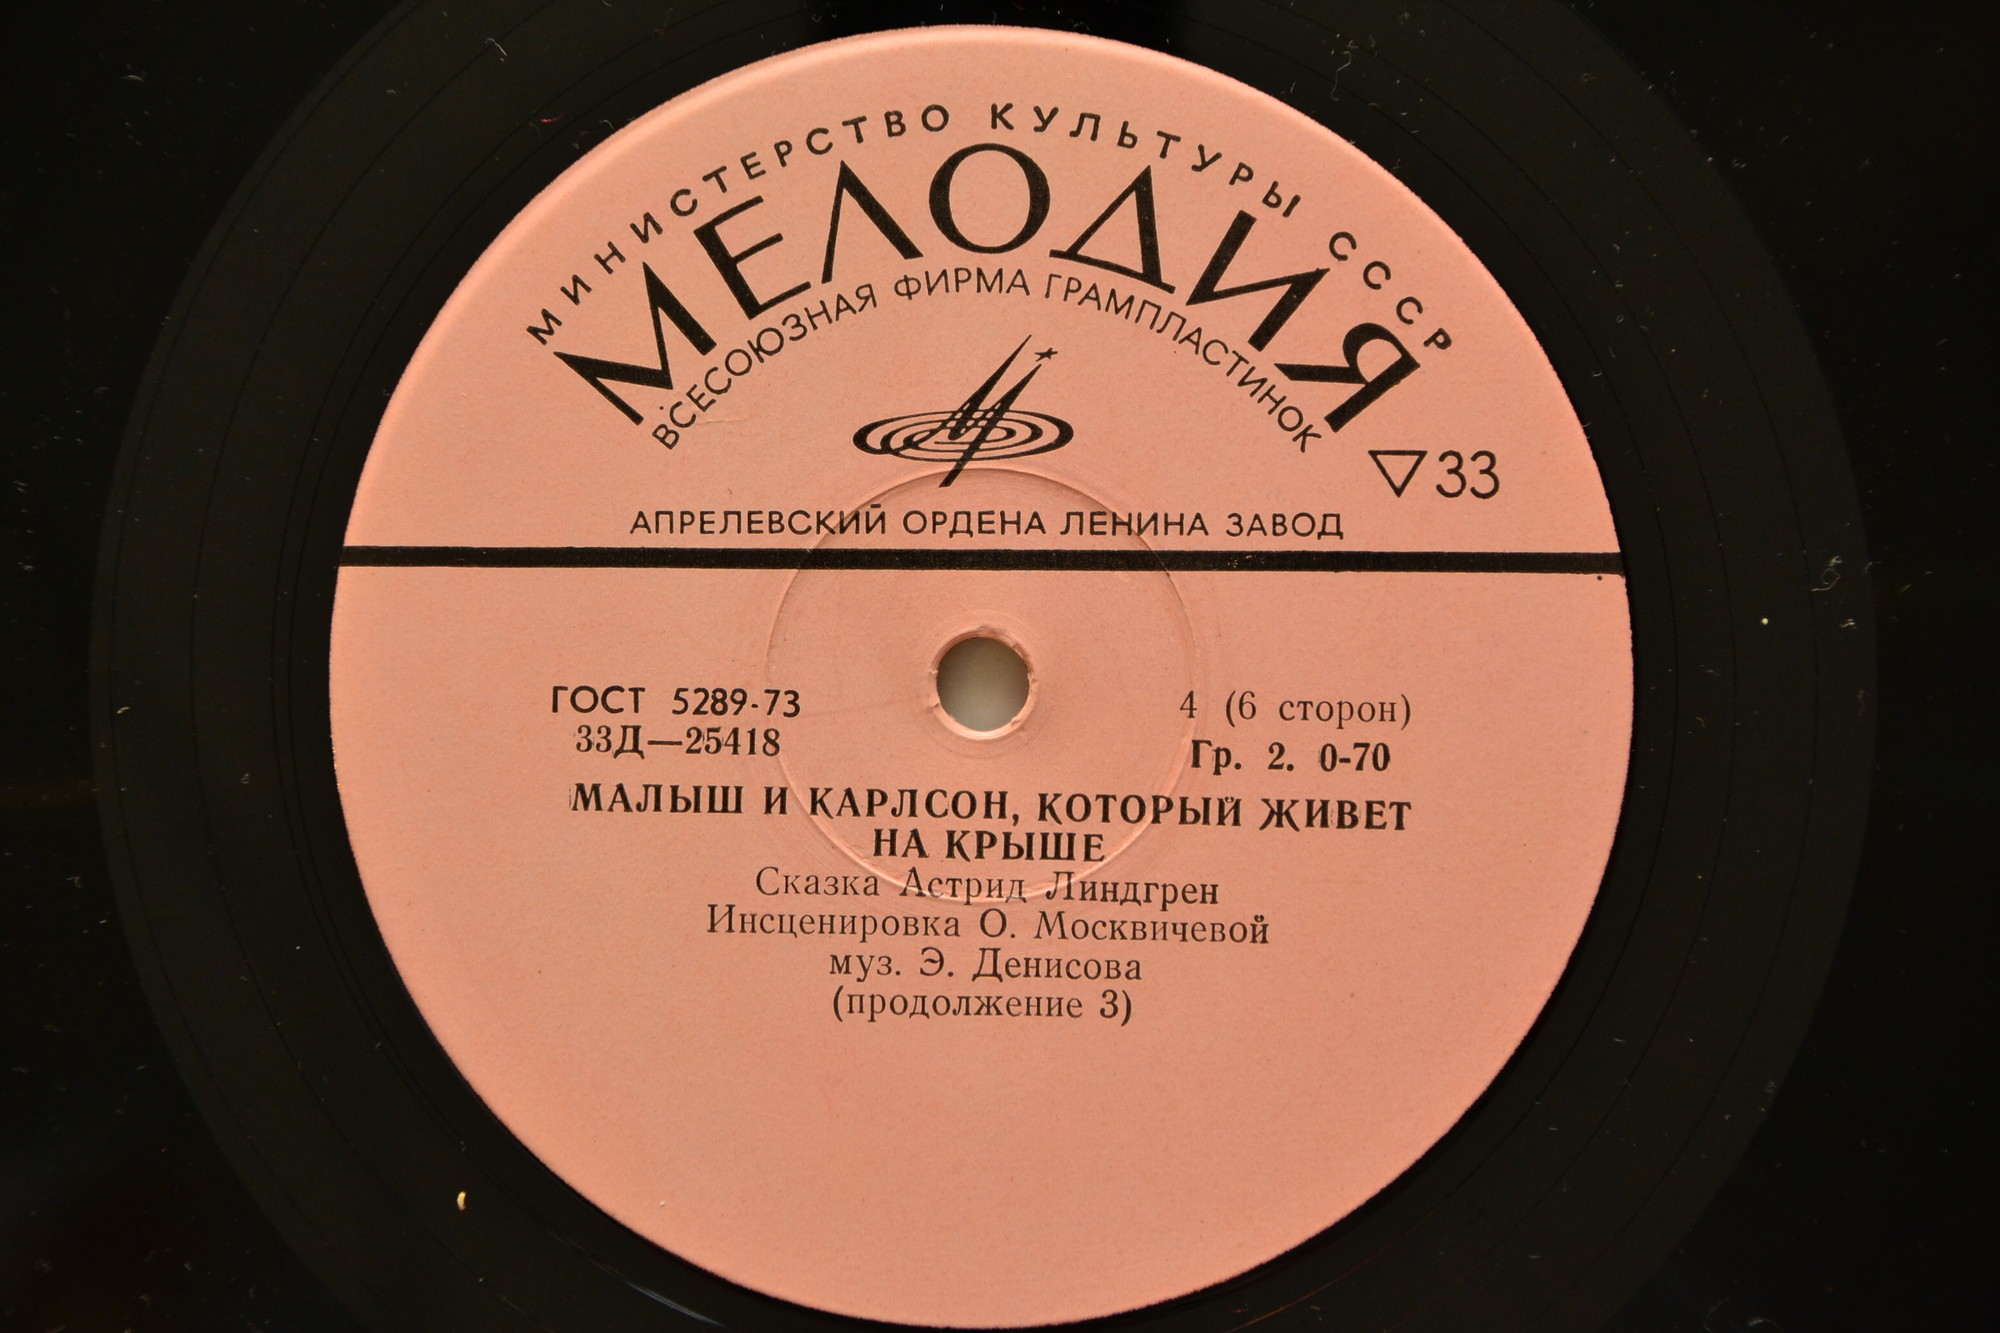 МИНИСТЕРСТВО КУЛЬТУРЫ СССР
МЕЛОДИЯ
ВСЕСОЮЗНАЯ ФИРМА ГРАМПЛАСТИНОК
▽33
АПРЕЛЕВСКИЙ ОРДЕНА ЛЕНИНА ЗАВОД
ГОСТ 5289-73
33Д—25418
4 (6 сторон)
Гр. 2. 0-70
МАЛЫШ И КАРЛСОН, КОТОРЫЙ ЖИВЕТ
НА КРЫШЕ
Сказка Астрид Линдгрен
Инсценировка О. Москвичевой
муз. Э. Денисова
(продолжение 3)